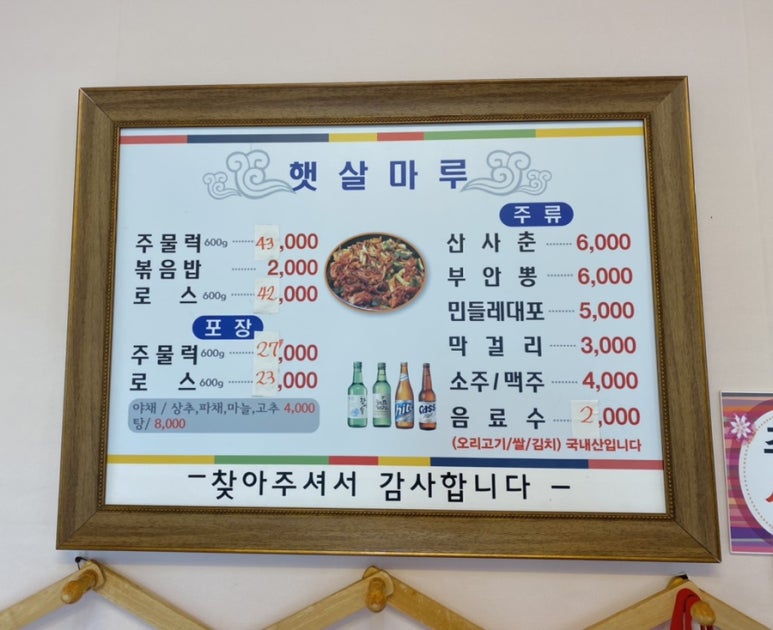 햇살마루
주물럭 600g ······ 43,000
볶음밥 ········ 2,000
로스 600g ······ 42,000
포장
주물럭 600g ······ 27,000
로스 600g ······ 23,000
야채 / 상추,파채,마늘,고추 4,000
탕/ 8,000
주류
산사춘 ······ 6,000
부안뽕 ······ 6,000
민들레대포 ······ 5,000
막걸리 ······ 3,000
소주/맥주 ······ 4,000
음료수 ······ 2,000
(오리고기/쌀/김치) 국내산입니다
hite
Cass
－찾아주셔서 감사합니다－